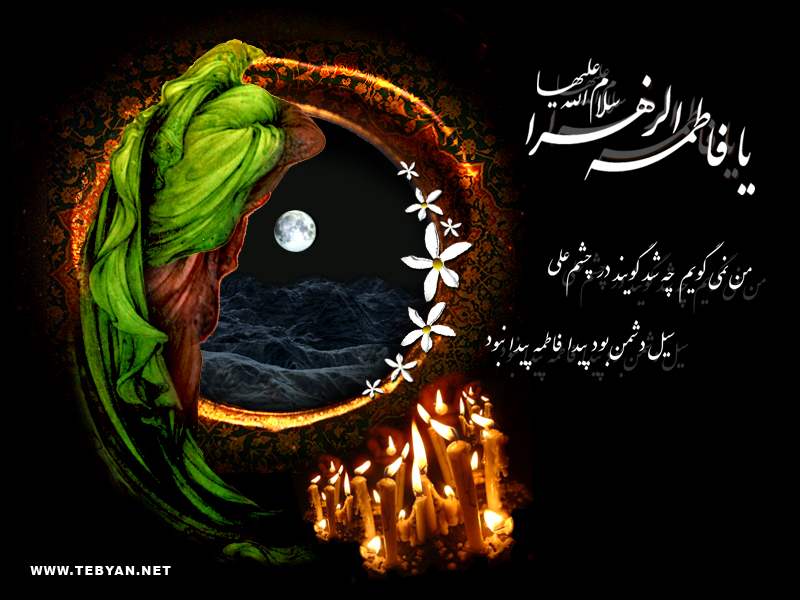 یا فاطمة الزهرا
سلام الله علیها
من نمی گویم چه شد گویند در چشم علی
سیل دشمن بود پیدا فاطمه پیدا نبود
WWW.TEBYAN.NET